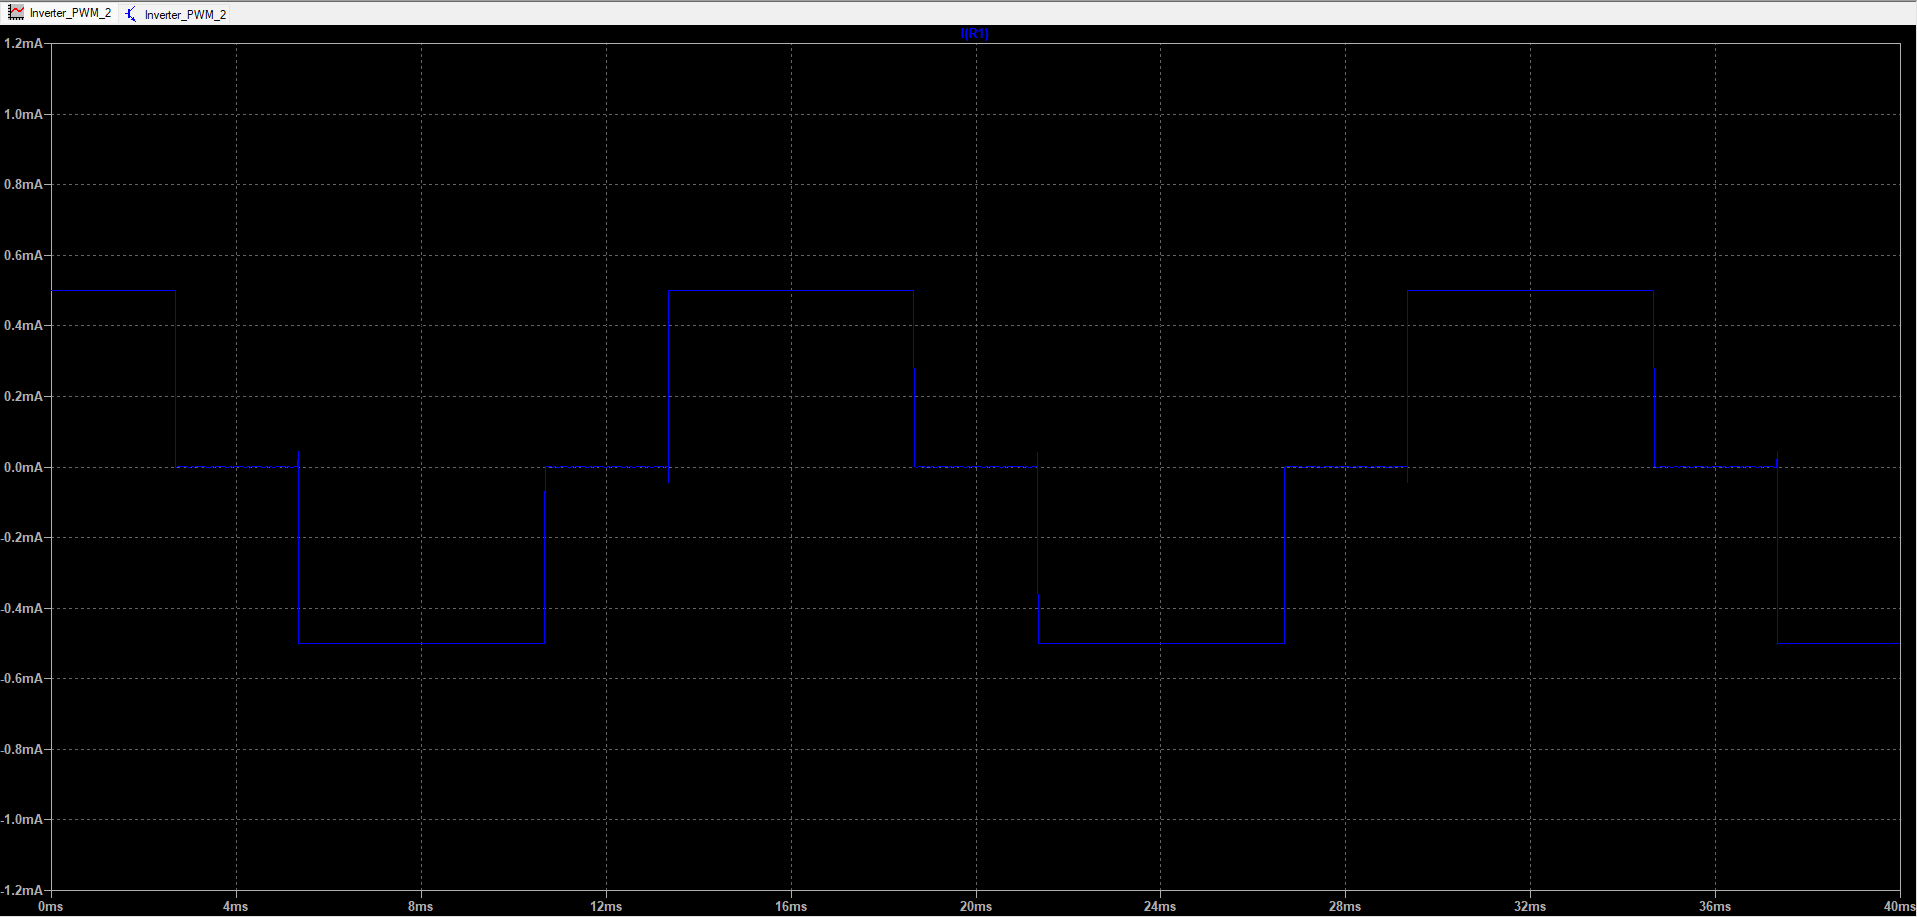 Inverter_PWM_2 Inverter_PWM_2
I(R1)
1.2mA
1.0mA
0.8mA
0.6mA
0.4mA
0.2mA
0.0mA
-0.2mA
-0.4mA
-0.6mA
-0.8mA
-1.0mA
-1.2mA
0ms 4ms 8ms 12ms 16ms 20ms 24ms 28ms 32ms 36ms 40ms